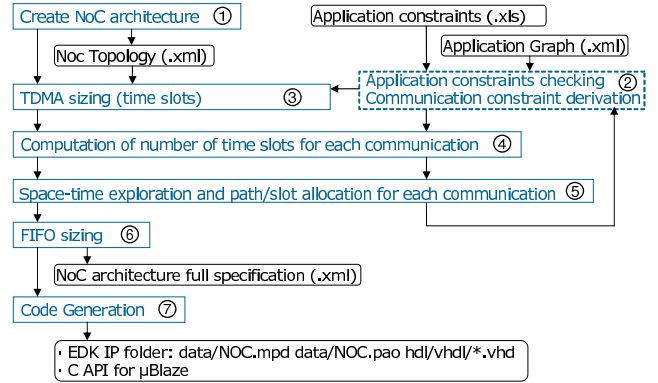 Create NoC architecture ①
Application constraints (.xls)
Noc Topology (.xml)
Application Graph (.xml)
Application constraints checking ②
Communication constraint derivation
TDMA sizing (time slots) ③
Computation of number of time slots for each communication ④
Space-time exploration and path/slot allocation for each communication ⑤
FIFO sizing ⑥
NoC architecture full specification (.xml)
Code Generation ⑦
· EDK IP folder: data/NOC.mpd data/NOC.pao hdl/vhdl/*.vhd
· C API for µBlaze